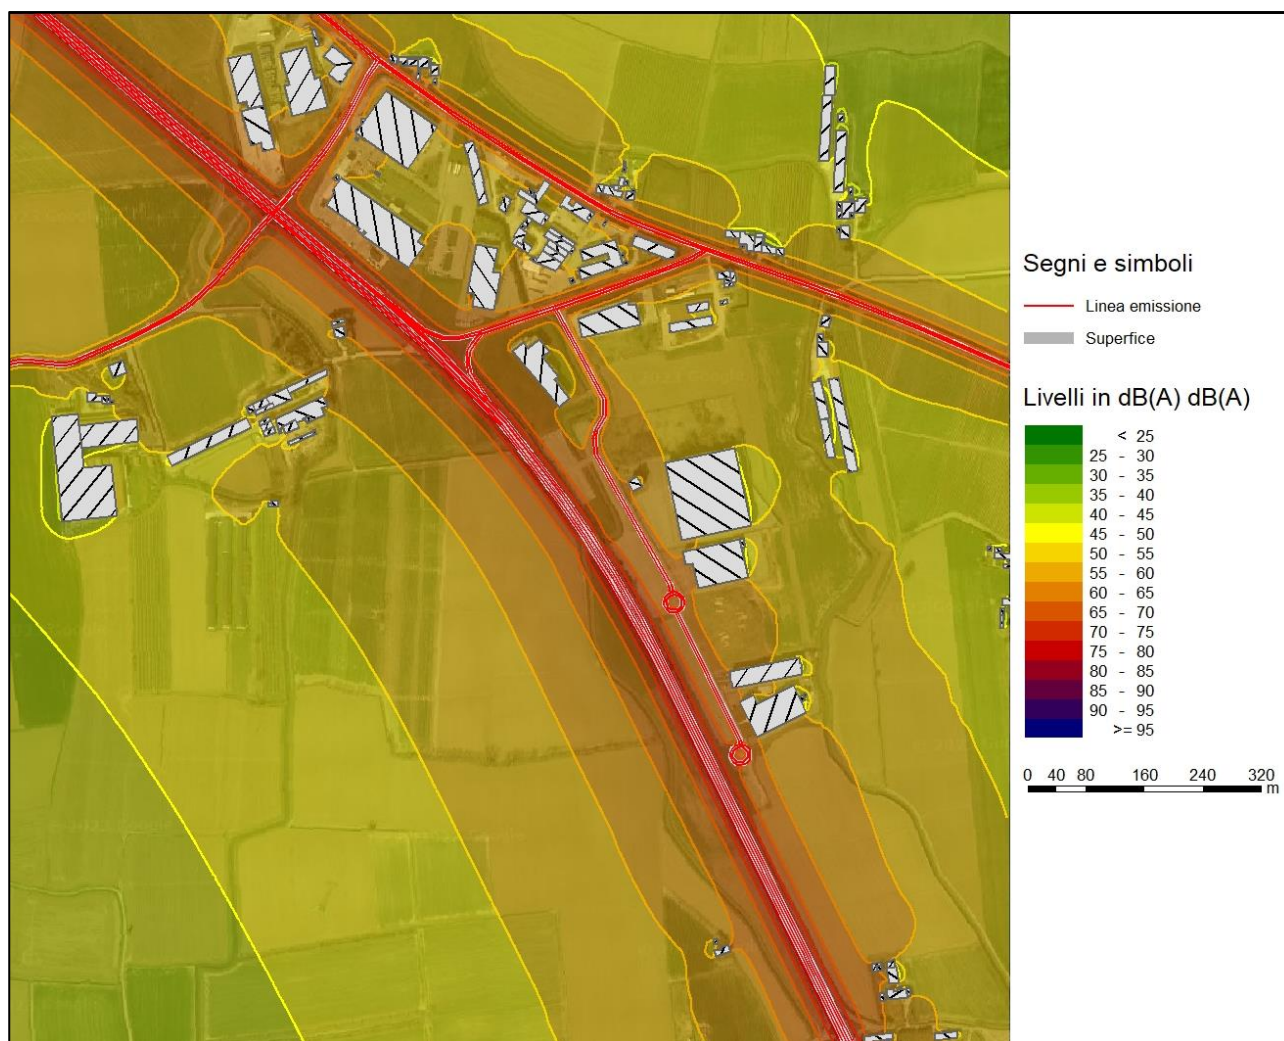 Segni e simboli
Linea emissione
Superfice
Livelli in dB(A) dB(A)
< 25
25 - 30
30 - 35
35 - 40
40 - 45
45 - 50
50 - 55
55 - 60
60 - 65
65 - 70
70 - 75
75 - 80
80 - 85
85 - 90
90 - 95
>= 95
0 40 80 160 240 320
m